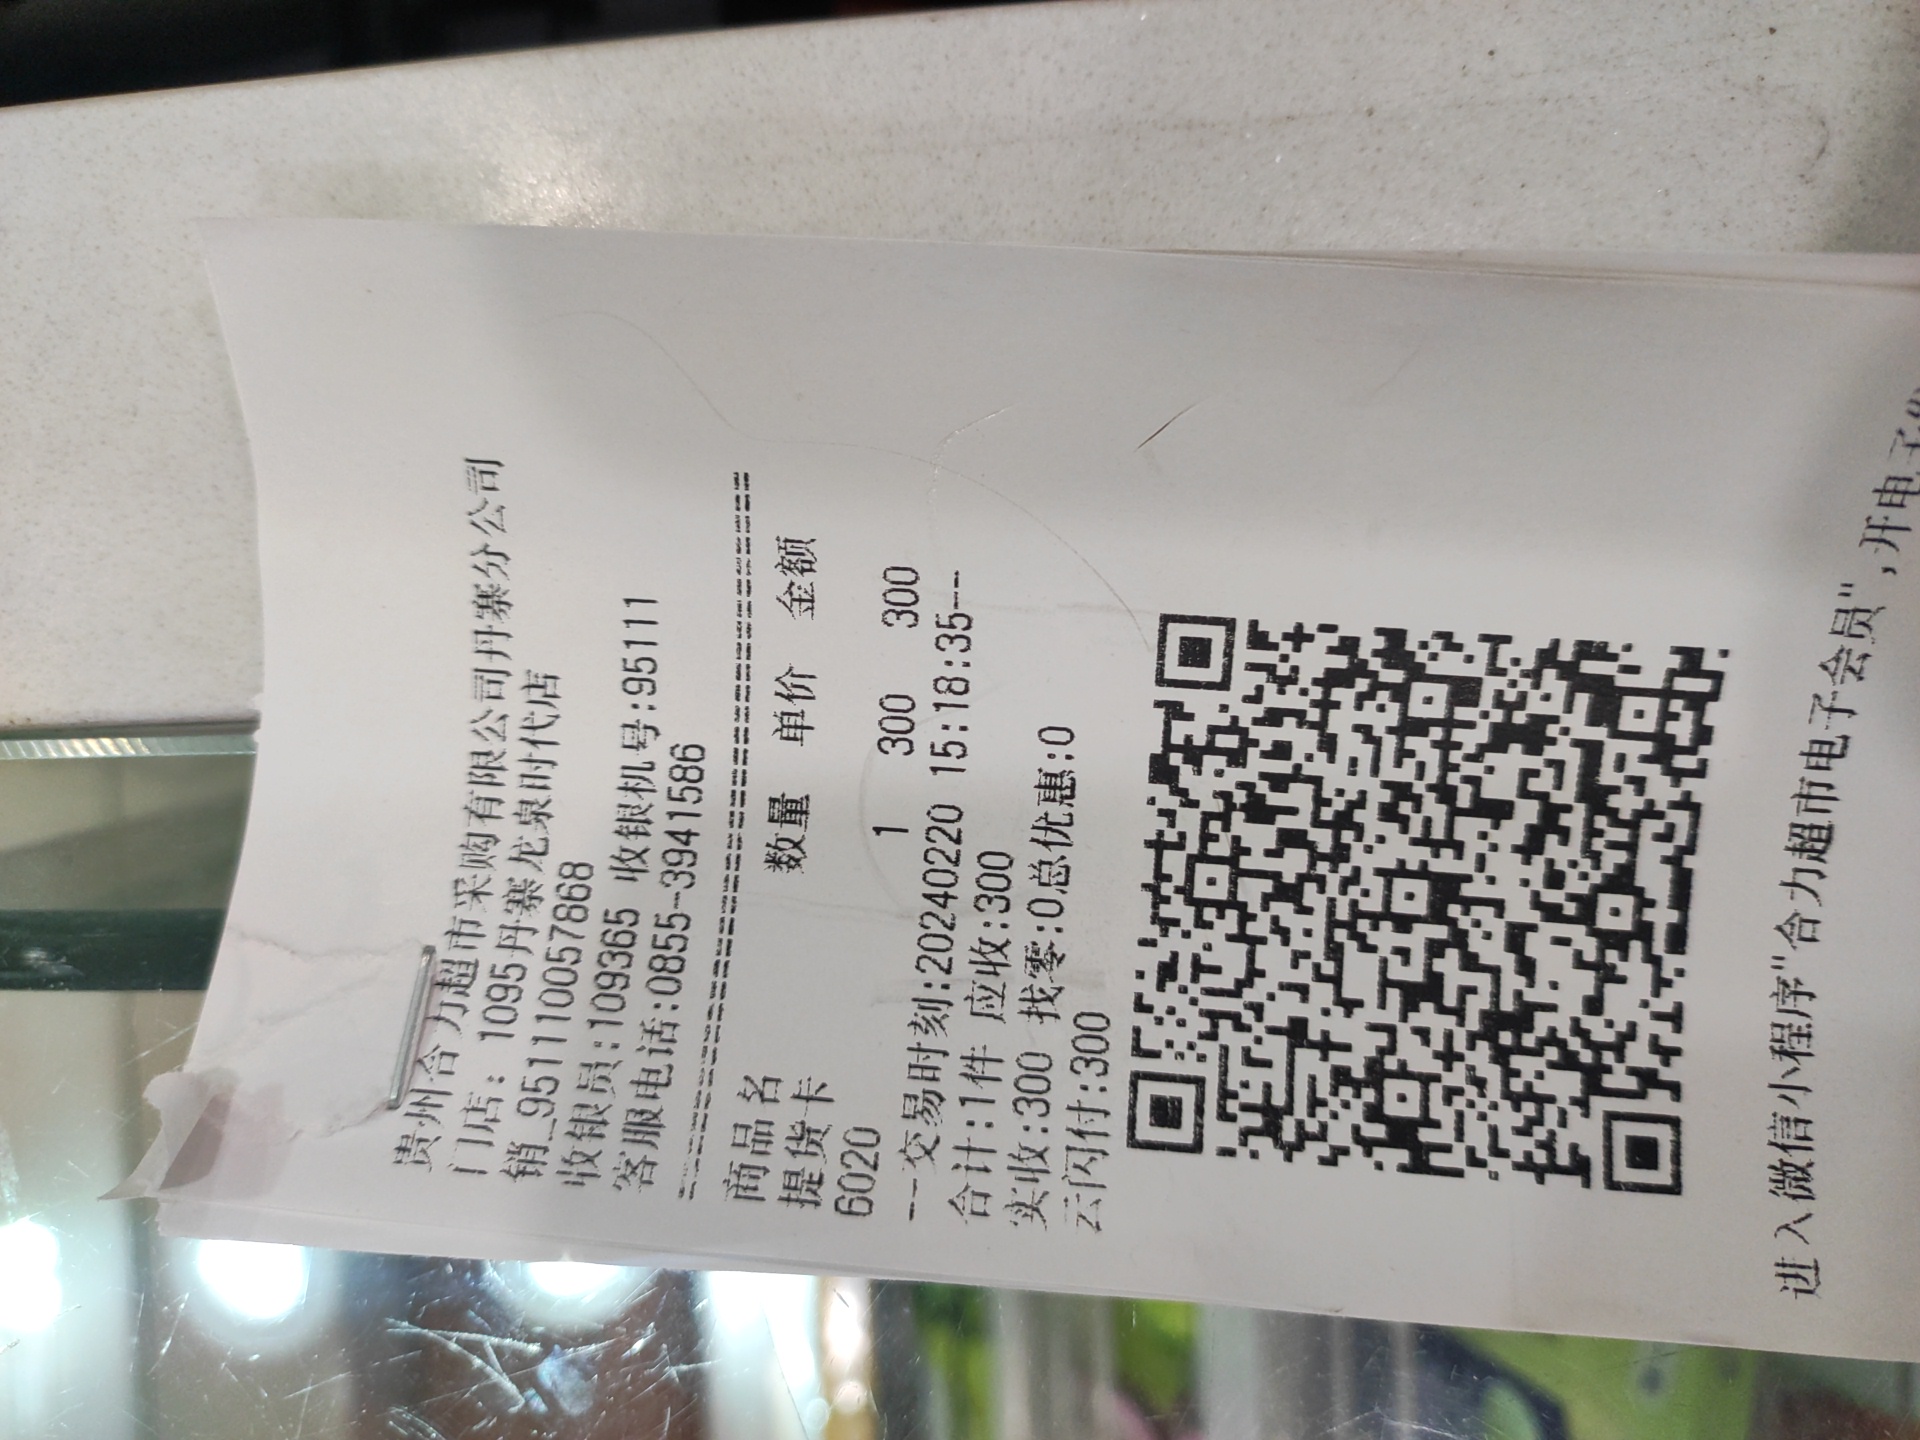 贵州合力超市采购有限公司丹寨分公司
门店：1095丹寨龙泉时代店
销_951110057868
收银员:109365 收银机号:95111
客服电话:0855-39415586
商品名 数量 单价 金额
提货卡
6020 1 300 300
--交易时刻:20240220 15:18:35--
合计:1件 应收:300
实收:300 找零:0总优惠:0
云闪付:300
进入微信小程序"合力超市电子会员",开电子